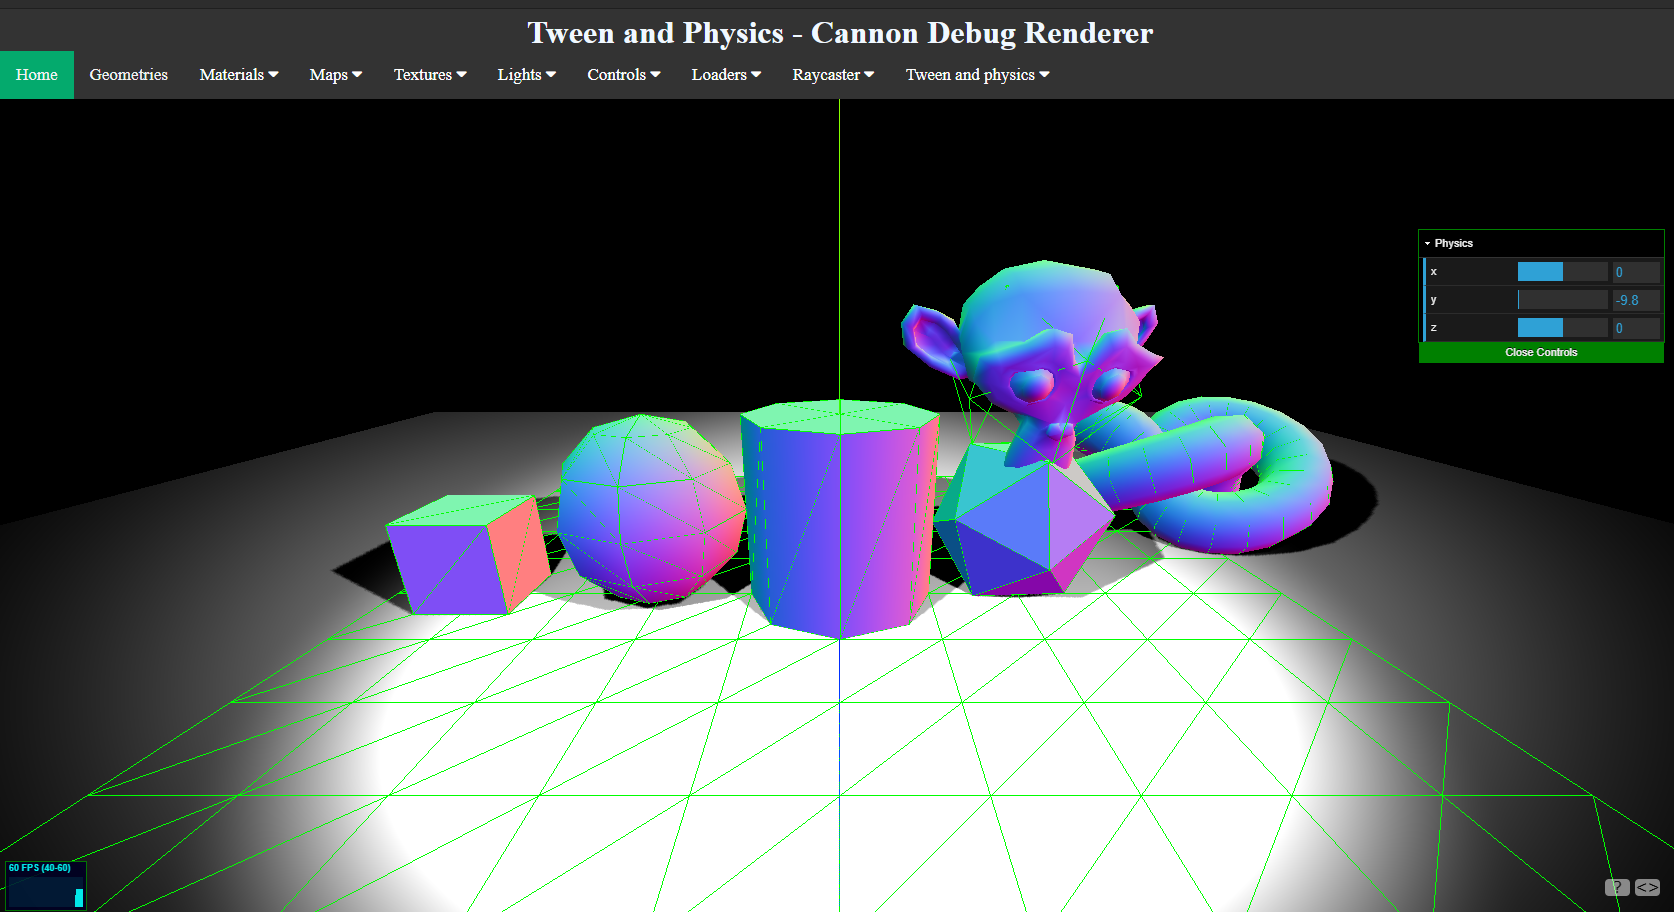 Tween and Physics - Cannon Debug Renderer
Home Geometries Materials Maps Textures Lights Controls Loaders Raycaster Tween and physics
Physics
x 0
y -9.8
z 0
Close Controls
60 FPS (40-60)
? <>